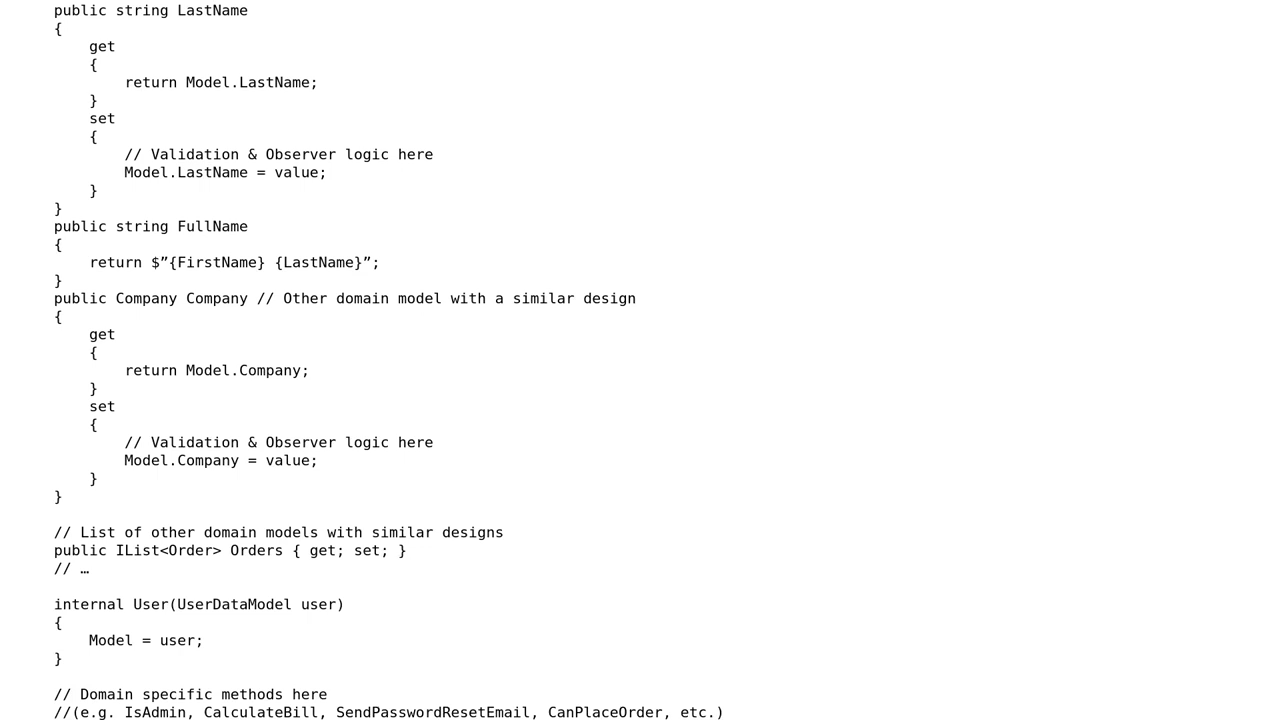 public string LastName
{
    get
    {
        return Model.LastName;
    }
    set
    {
        // Validation & Observer logic here
        Model.LastName = value;
    }
}
public string FullName
{
    return $”{FirstName} {LastName}”;
}
public Company Company // Other domain model with a similar design
{
    get
    {
        return Model.Company;
    }
    set
    {
        // Validation & Observer logic here
        Model.Company = value;
    }
}

// List of other domain models with similar designs
public IList<Order> Orders { get; set; }
// …

internal User(UserDataModel user)
{
    Model = user;
}

// Domain specific methods here
//(e.g. IsAdmin, CalculateBill, SendPasswordResetEmail, CanPlaceOrder, etc.)